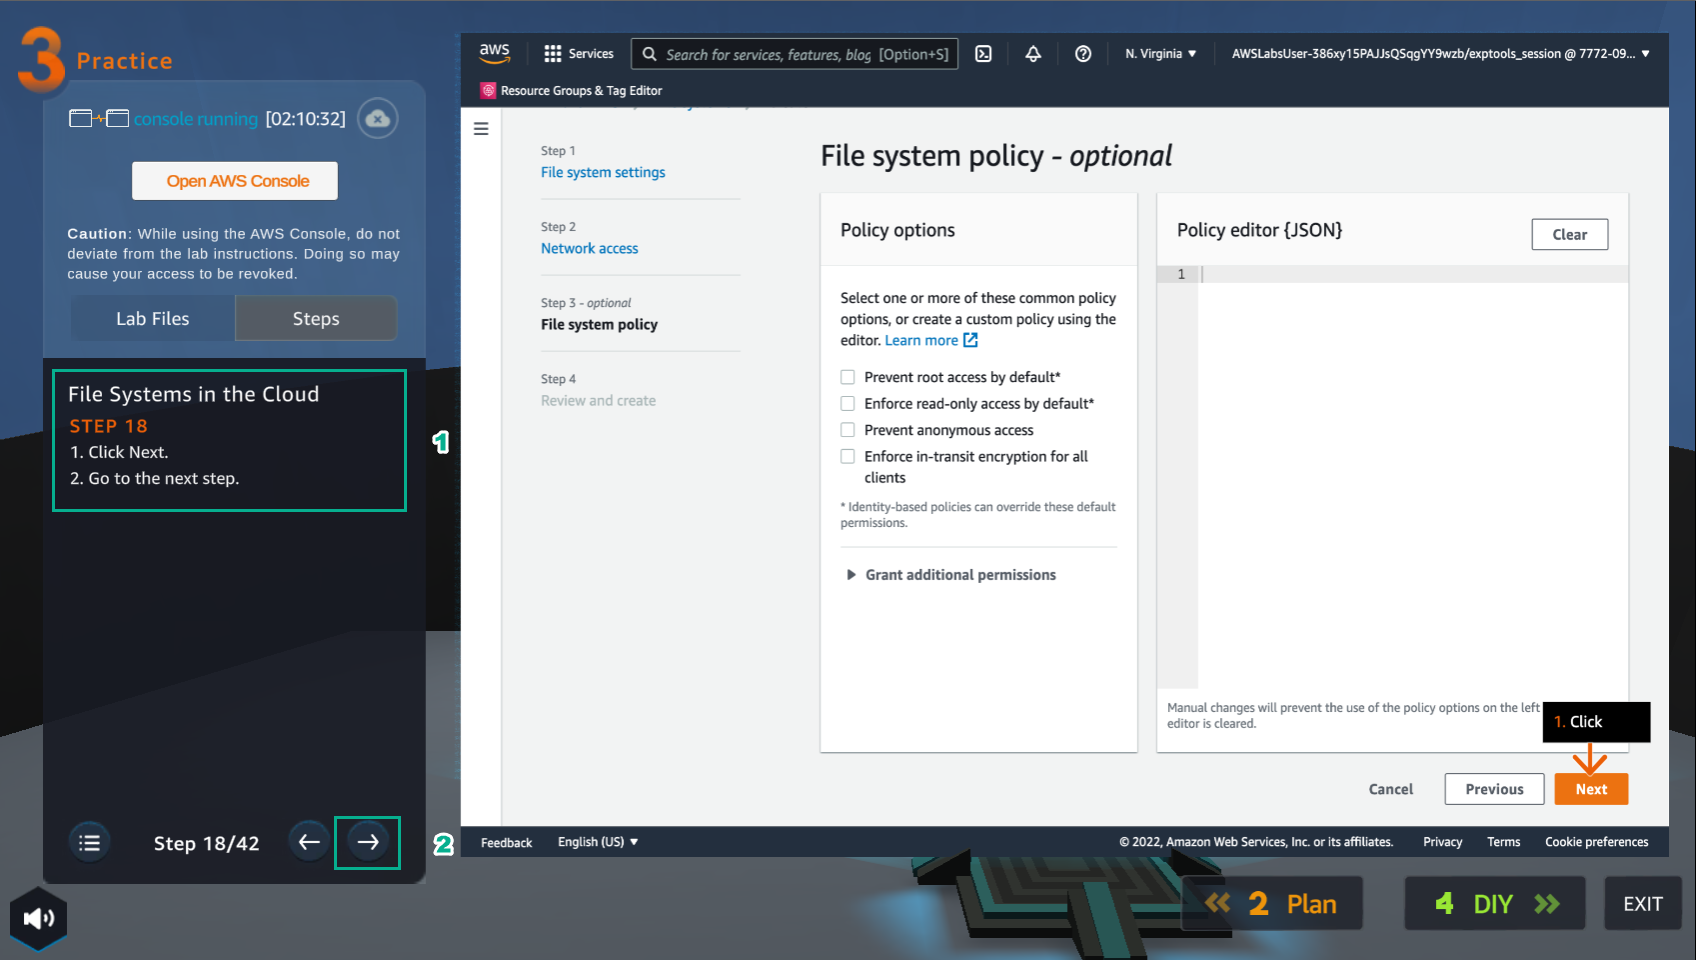 3 Practice
console running [02:10:32]
Open AWS Console
Caution: While using the AWS Console, do not
deviate from the lab instructions. Doing so may
cause your access to be revoked.
Lab Files
Steps
File Systems in the Cloud
STEP 18
1. Click Next.
2. Go to the next step.
1
Step 18/42
2
aws
Services
Search for services, features, blog [Option+S]
N. Virginia
AWSLabsUser-386xy15PAJJsQSqgYY9wzb/exptools_session @ 7772-09...
Resource Groups & Tag Editor
Step 1
File system settings
Step 2
Network access
Step 3 - optional
File system policy
Step 4
Review and create
File system policy - optional
Policy options
Select one or more of these common policy
options, or create a custom policy using the
editor. Learn more
Prevent root access by default*
Enforce read-only access by default*
Prevent anonymous access
Enforce in-transit encryption for all
clients
* Identity-based policies can override these default
permissions.
Grant additional permissions
Policy editor {JSON}
Clear
1
Manual changes will prevent the use of the policy options on the left
editor is cleared.
1. Click
Cancel
Previous
Next
Feedback
English (US)
© 2022, Amazon Web Services, Inc. or its affiliates.
Privacy
Terms
Cookie preferences
2 Plan
4 DIY
EXIT